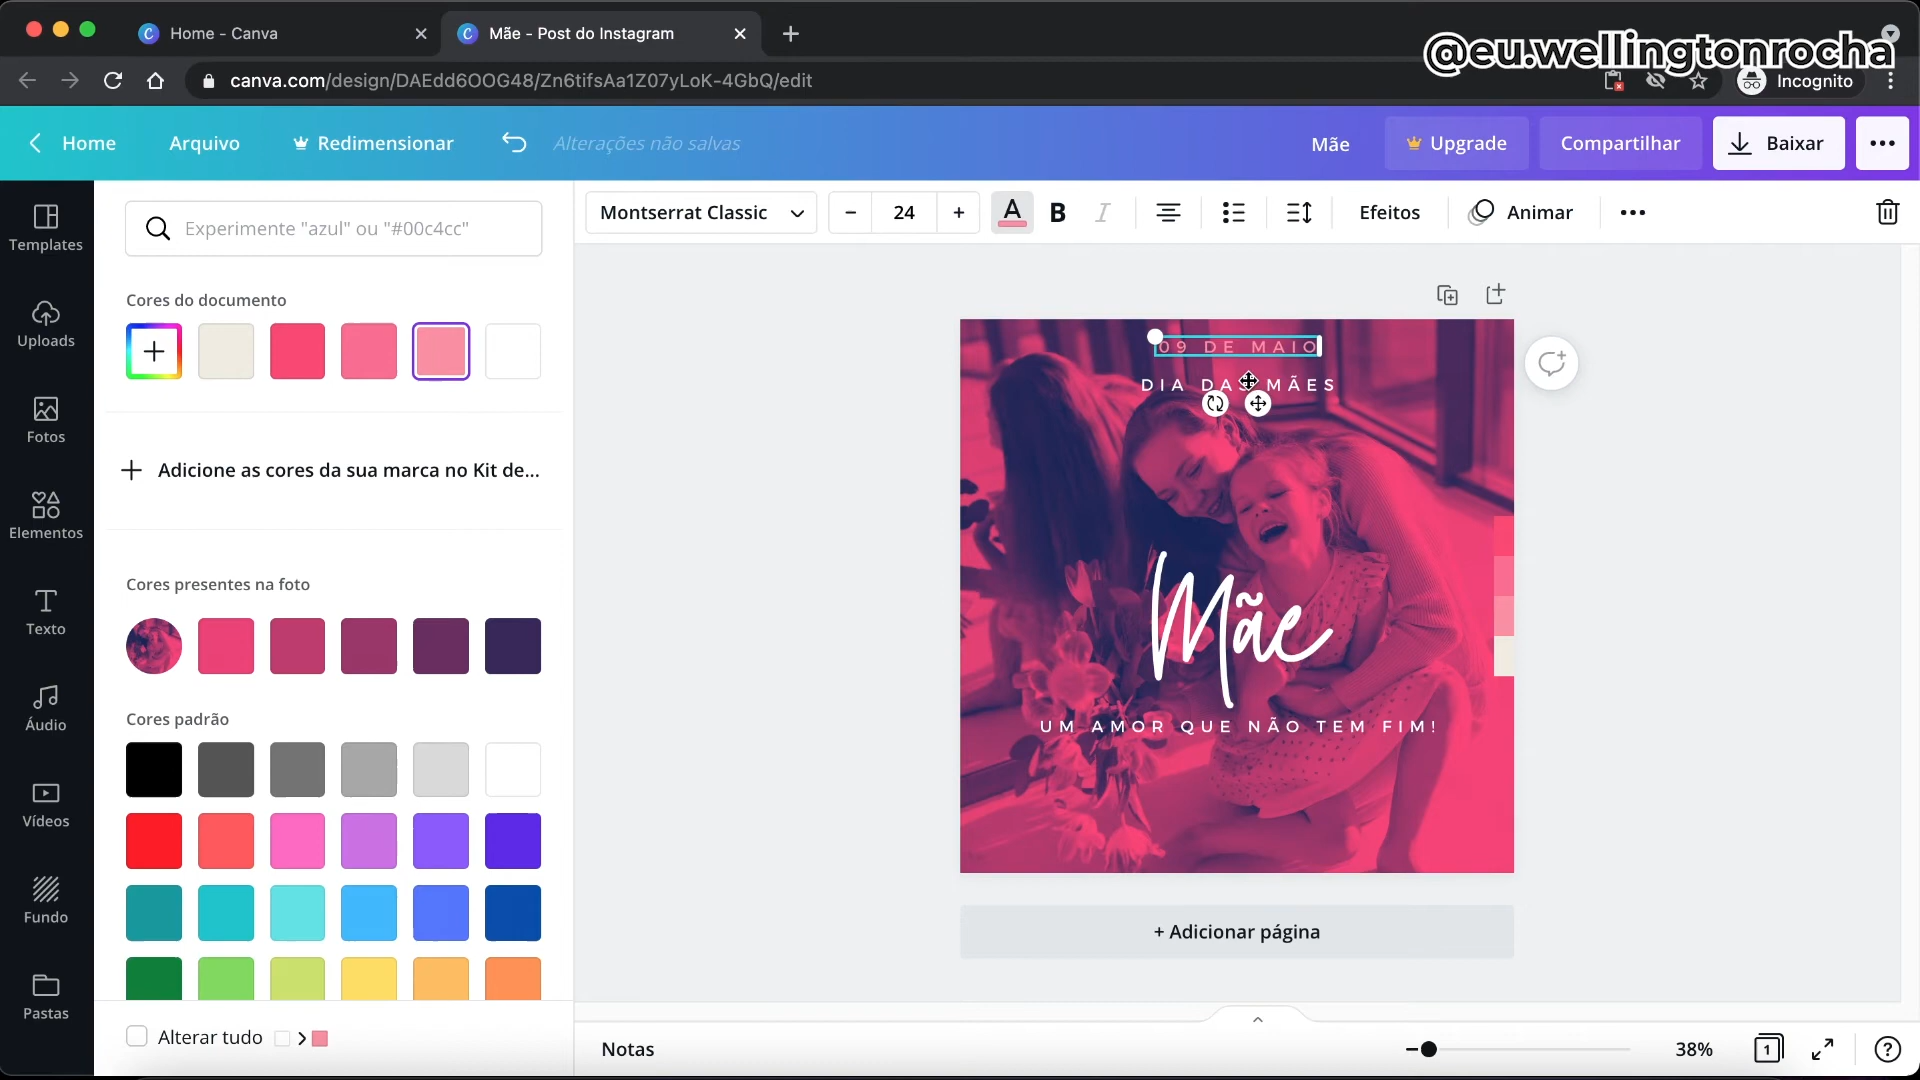 Home - Canva
Mãe - Post do Instagram
@eu.wellingtonrocha
canva.com/design/DAEdd6OOG48/Zn6tifsAa1Z07yLoK-4GbQ/edit
Incognito
Home
Arquivo
Redimensionar
Alterações não salvas
Mãe
Upgrade
Compartilhar
Baixar
Templates
Uploads
Fotos
Elementos
Texto
Áudio
Vídeos
Fundo
Pastas
Experimente "azul" ou "#00c4cc"
Cores do documento
Adicione as cores da sua marca no Kit de...
Cores presentes na foto
Cores padrão
Alterar tudo
Montserrat Classic
24
A
B
I
Efeitos
Animar
09 DE MAIO
DIA DAS MÃES
Mãe
UM AMOR QUE NÃO TEM FIM!
+ Adicionar página
Notas
38%
1
?